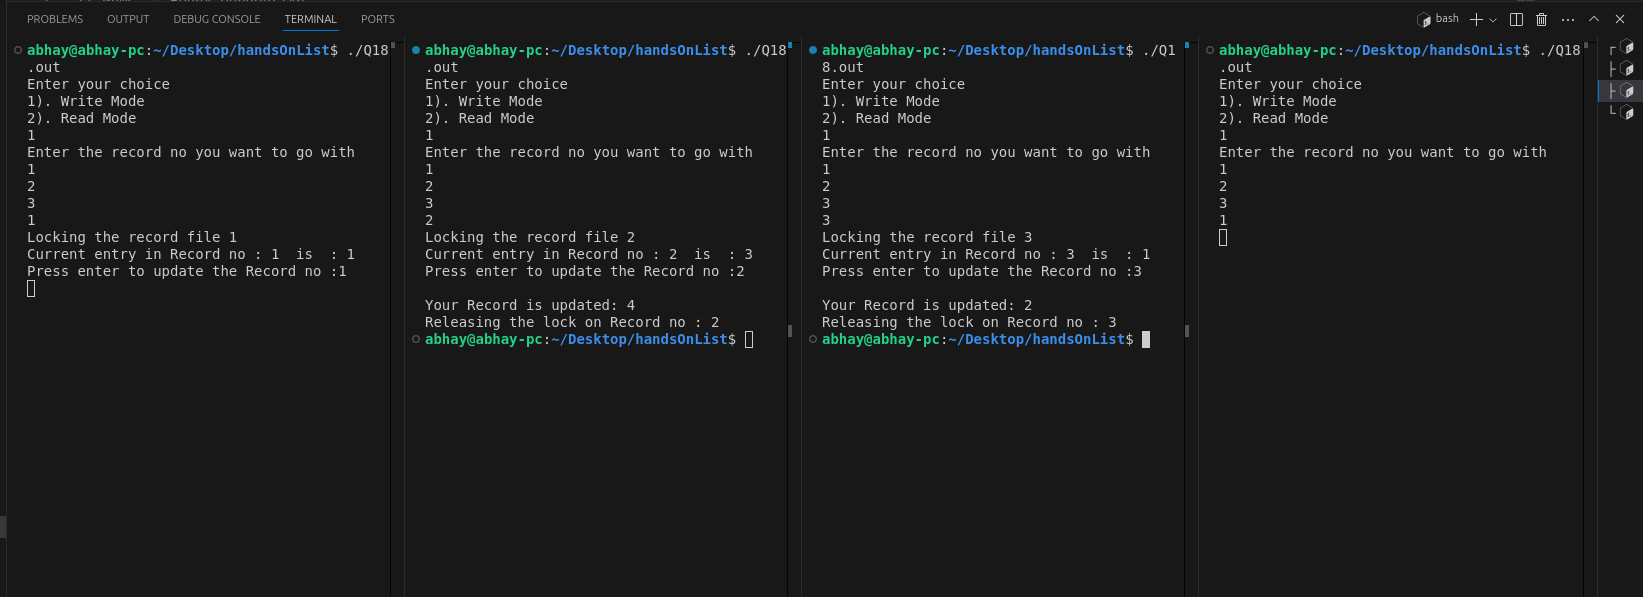 PROBLEMS OUTPUT DEBUG CONSOLE TERMINAL PORTS
bash
abhay@abhay-pc:~/Desktop/handsOnList$ ./Q18
.out
Enter your choice
1). Write Mode
2). Read Mode
1
Enter the record no you want to go with
1
2
3
1
Locking the record file 1
Current entry in Record no : 1  is  : 1
Press enter to update the Record no :1
abhay@abhay-pc:~/Desktop/handsOnList$ ./Q18
.out
Enter your choice
1). Write Mode
2). Read Mode
1
Enter the record no you want to go with
1
2
3
2
Locking the record file 2
Current entry in Record no : 2  is  : 3
Press enter to update the Record no :2
Your Record is updated: 4
Releasing the lock on Record no : 2
abhay@abhay-pc:~/Desktop/handsOnList$
abhay@abhay-pc:~/Desktop/handsOnList$ ./Q1
8.out
Enter your choice
1). Write Mode
2). Read Mode
1
Enter the record no you want to go with
1
2
3
3
Locking the record file 3
Current entry in Record no : 3  is  : 1
Press enter to update the Record no :3
Your Record is updated: 2
Releasing the lock on Record no : 3
abhay@abhay-pc:~/Desktop/handsOnList$
abhay@abhay-pc:~/Desktop/handsOnList$ ./Q18
.out
Enter your choice
1). Write Mode
2). Read Mode
1
Enter the record no you want to go with
1
2
3
1